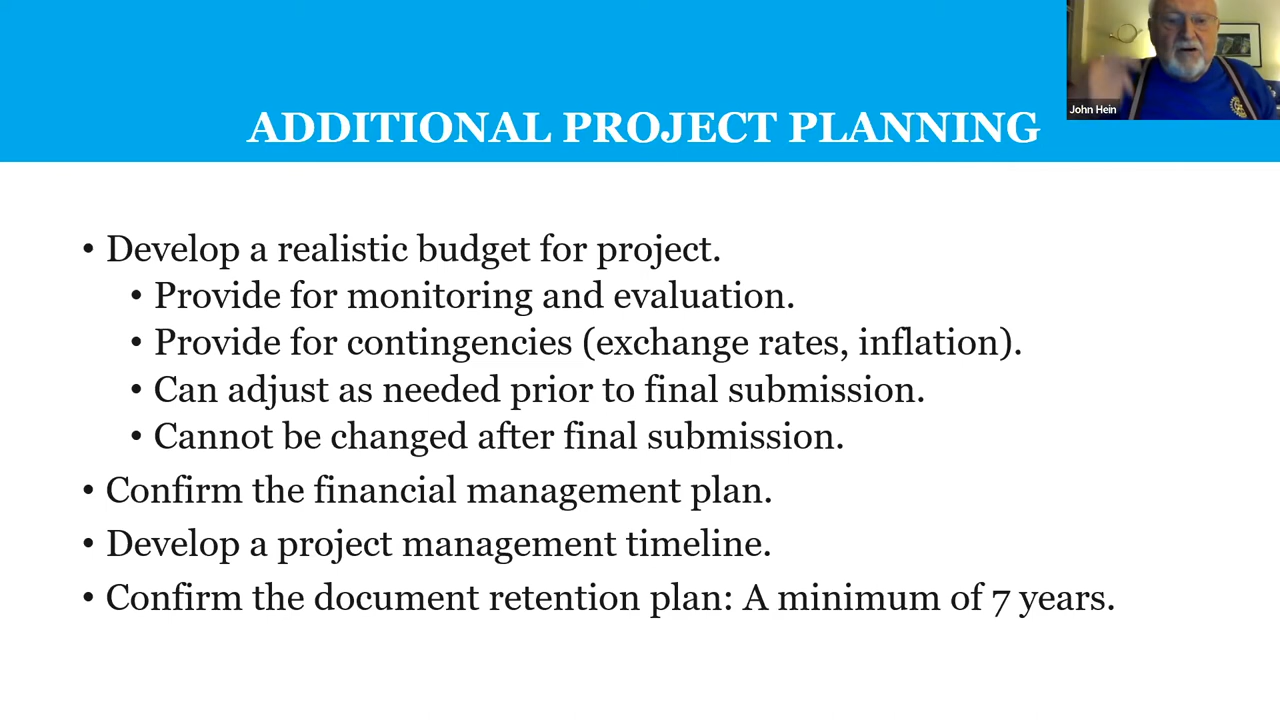 John Hein
ADDITIONAL PROJECT PLANNING
• Develop a realistic budget for project.
• Provide for monitoring and evaluation.
• Provide for contingencies (exchange rates, inflation).
• Can adjust as needed prior to final submission.
• Cannot be changed after final submission.
• Confirm the financial management plan.
• Develop a project management timeline.
• Confirm the document retention plan: A minimum of 7 years.